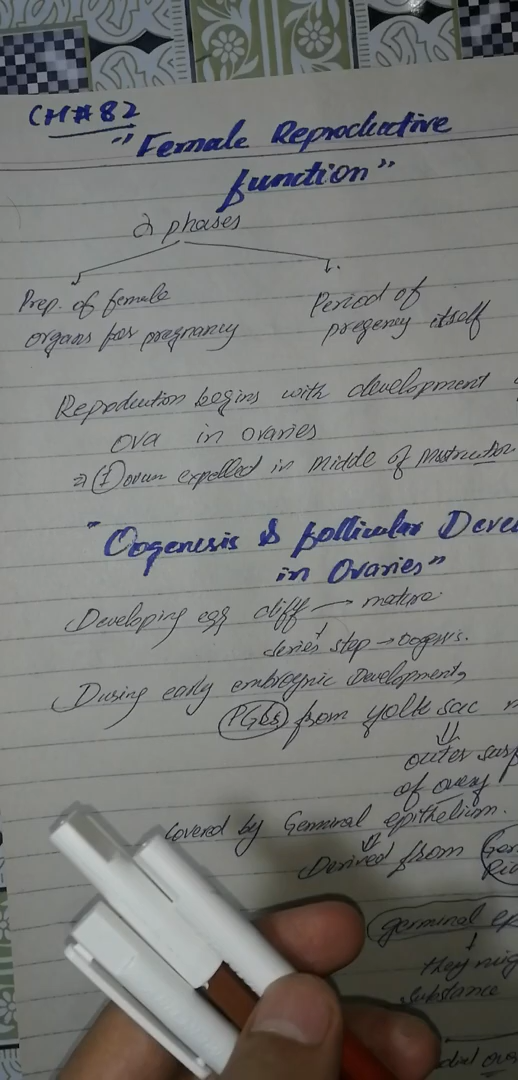 CH#82
"Female Reproductive
function"
2 phases
Prep. of female
organs for pregnancy
Period of
pregency itself
Reproduction begins with development
ova in ovaries
⇒ (1) ovum expelled in middle of
"Oogenesis & follicular Deve
in Ovaries"
Developing egg diff → mature.
series step →
During early embroynic Development,
PGCs from yolk sac
outer
of ovary
covered by Germinal epithelium.
Derived from
germinal ep
they
substance